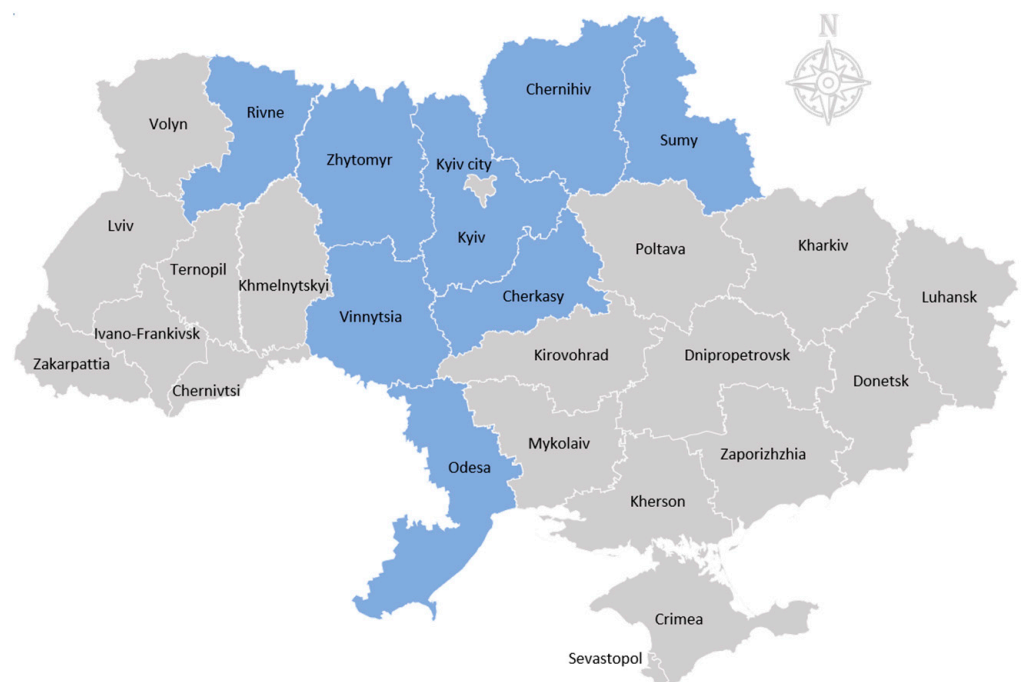 N
Chernihiv
Rivne
Volyn
Sumy
Zhytomyr
Kyiv city
Lviv
Kyiv
Poltava
Kharkiv
Ternopil
Khmelnytskyi
Cherkasy
Luhansk
Vinnytsia
Ivano-Frankivsk
Kirovohrad
Dnipropetrovsk
Zakarpattia
Donetsk
Chernivtsi
Mykolaiv
Zaporizhzhia
Odesa
Kherson
Crimea
Sevastopol